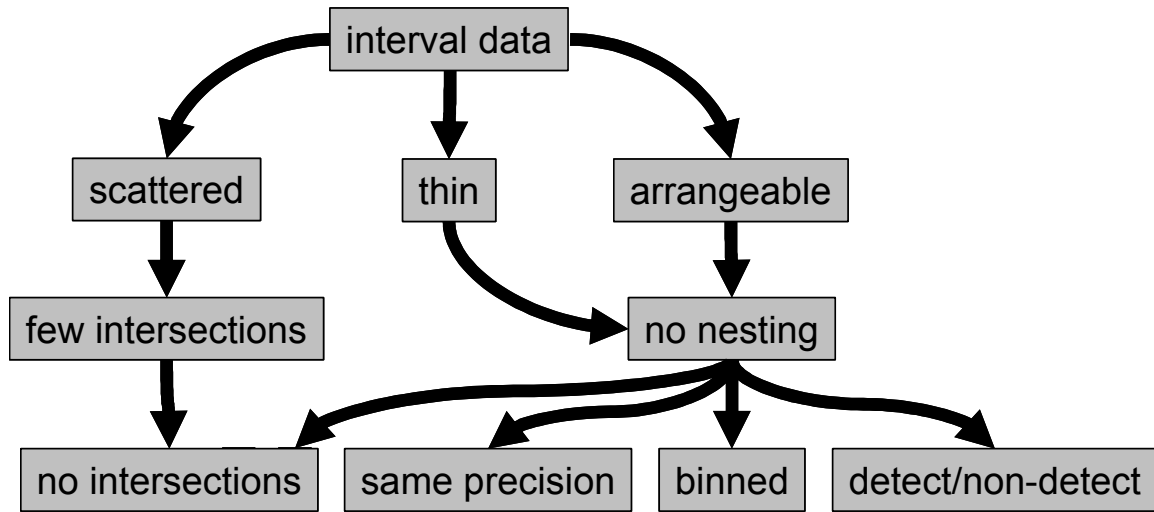 interval data
scattered
thin
arrangeable
few intersections
no nesting
no intersections
same precision
binned
detect/non-detect